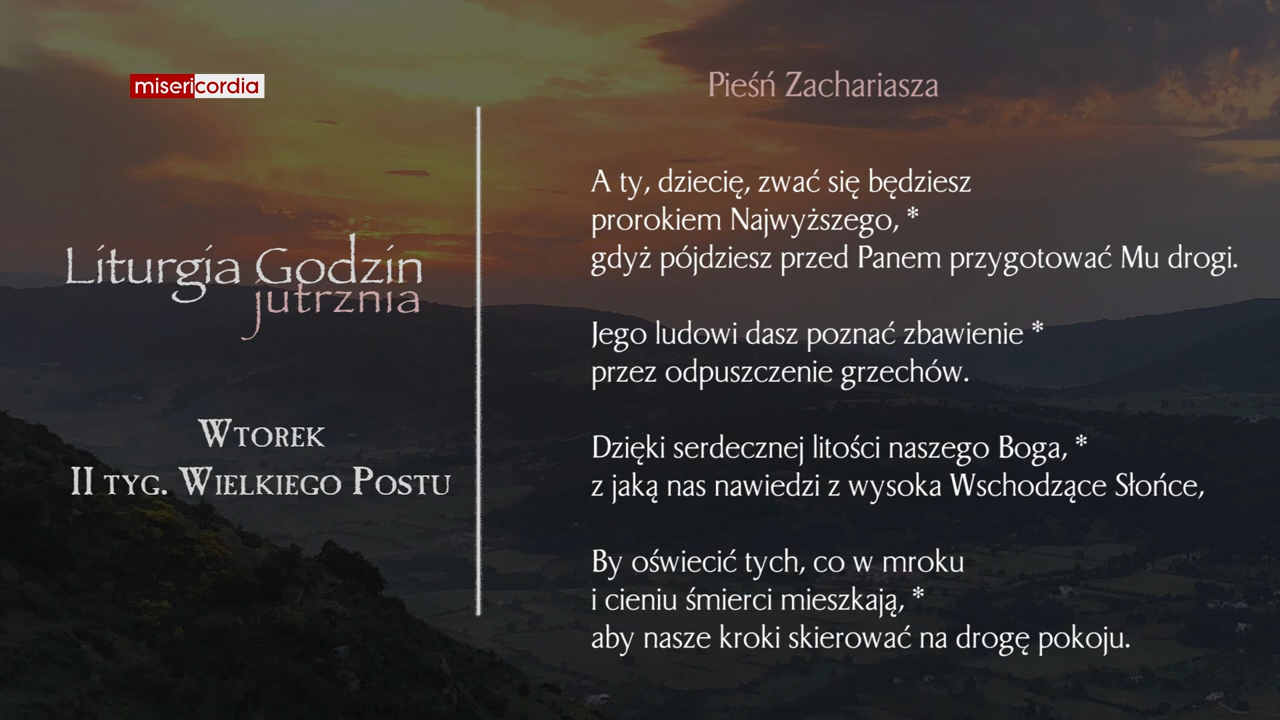 misericordia
Liturgia Godzin
jutrznia
Wtorek
II tyg. Wielkiego Postu
Pieśń Zachariasza
A ty, dziecię, zwać się będziesz
prorokiem Najwyższego, *
gdyż pójdziesz przed Panem przygotować Mu drogi.
Jego ludowi dasz poznać zbawienie *
przez odpuszczenie grzechów.
Dzięki serdecznej litości naszego Boga, *
z jaką nas nawiedzi z wysoka Wschodzące Słońce,
By oświecić tych, co w mroku
i cieniu śmierci mieszkają, *
aby nasze kroki skierować na drogę pokoju.